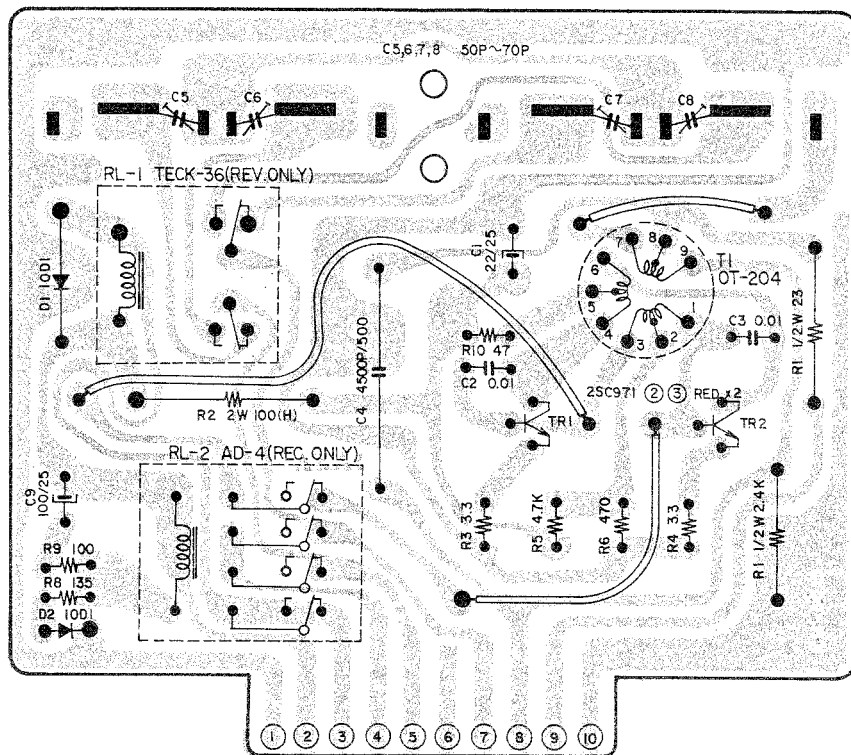 C5,6,7,8 50P~70P
C5
C6
C7
C8
RL-1 TECK-36(REV.ONLY)
D1 10D1
C1
22/25
7
8
9
6
5
4
3
2
1
T1
OT-204
C3 0.01
R1 1/2W 23
R10 47
C2 0.01
C4 4500P/500
R2 2W 100(H)
2SC971 ② ③ RED x2
TR1
TR2
RL-2 AD-4(REC.ONLY)
C9
100/25
R3 3.3
R5 4.7K
R6 470
R4 3.3
R1 1/2W 2.4K
R9 100
R8 135
D2 10D1
① ② ③ ④ ⑤ ⑥ ⑦ ⑧ ⑨ ⑩